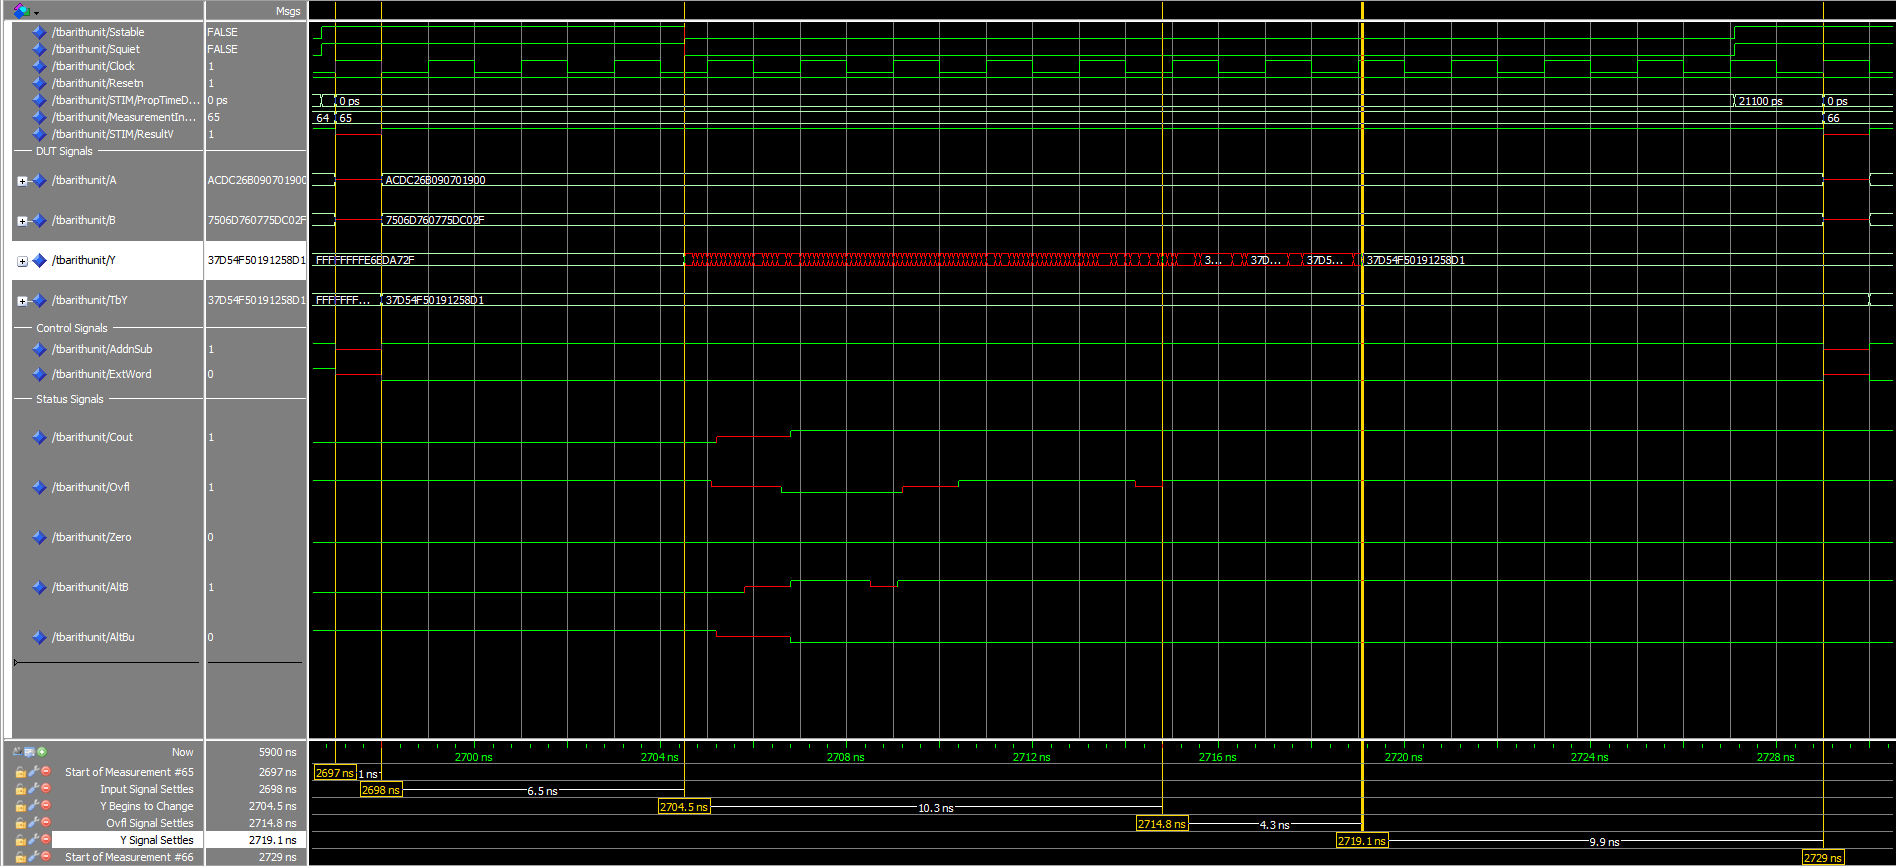 Msgs
/tbarithunit/Sstable FALSE
/tbarithunit/Squiet FALSE
/tbarithunit/Clock 1
/tbarithunit/Resetn 1
/tbarithunit/STIM/PropTimeD... 0 ps 0 ps 21100 ps 0 ps
/tbarithunit/MeasurementIn... 65 64 65 66
/tbarithunit/STIM/ResultV 1
DUT Signals
/tbarithunit/A ACDC26B090701900 ACDC26B090701900
/tbarithunit/B 7506D760775DC02F 7506D760775DC02F
/tbarithunit/Y 37D54F50191258D1 FFFFFFFFE6EDA72F 3... 37D... 37D5... 37D54F50191258D1
/tbarithunit/TbY 37D54F50191258D1 FFFFFFF... 37D54F50191258D1
Control Signals
/tbarithunit/AddnSub 1
/tbarithunit/ExtWord 0
Status Signals
/tbarithunit/Cout 1
/tbarithunit/Ovfl 1
/tbarithunit/Zero 0
/tbarithunit/AltB 1
/tbarithunit/AltBu 0
Now 5900 ns 2700 ns 2704 ns 2708 ns 2712 ns 2716 ns 2720 ns 2724 ns 2728 ns
Start of Measurement #65 2697 ns 2697 ns 1 ns
Input Signal Settles 2698 ns 2698 ns 6.5 ns
Y Begins to Change 2704.5 ns 2704.5 ns 10.3 ns
Ovfl Signal Settles 2714.8 ns 2714.8 ns 4.3 ns
Y Signal Settles 2719.1 ns 2719.1 ns 9.9 ns
Start of Measurement #66 2729 ns 2729 ns